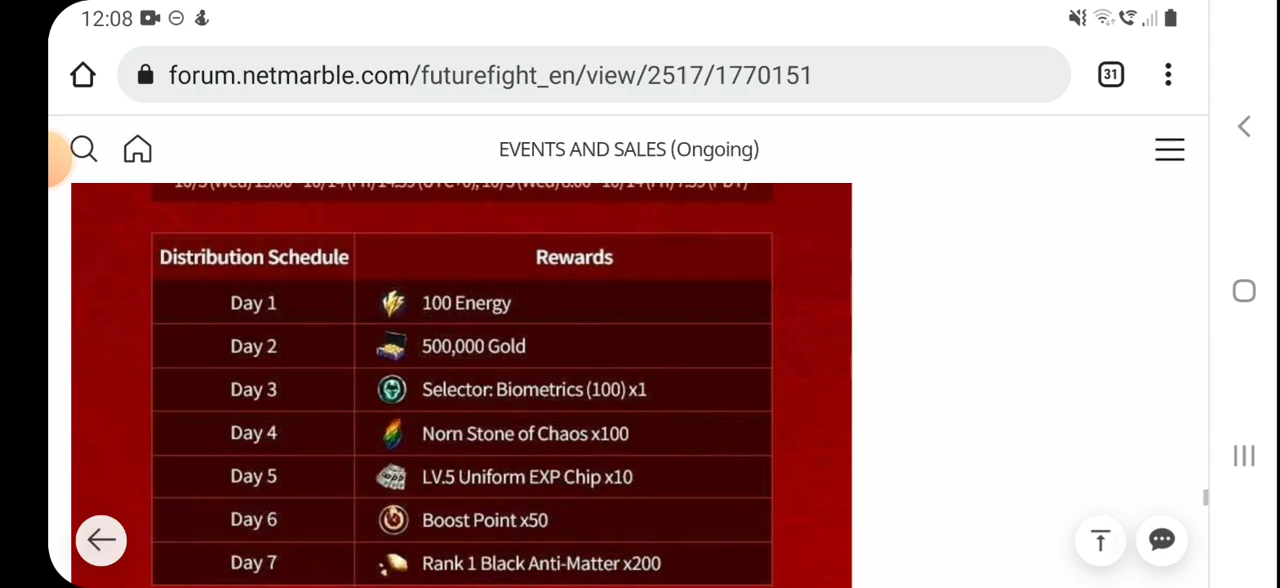 12:08
forum.netmarble.com/futurefight_en/view/2517/1770151
31
EVENTS AND SALES (Ongoing)
Distribution Schedule Rewards
Day 1 100 Energy
Day 2 500,000 Gold
Day 3 Selector: Biometrics (100) x1
Day 4 Norn Stone of Chaos x100
Day 5 LV.5 Uniform EXP Chip x10
Day 6 Boost Point x50
Day 7 Rank 1 Black Anti-Matter x200